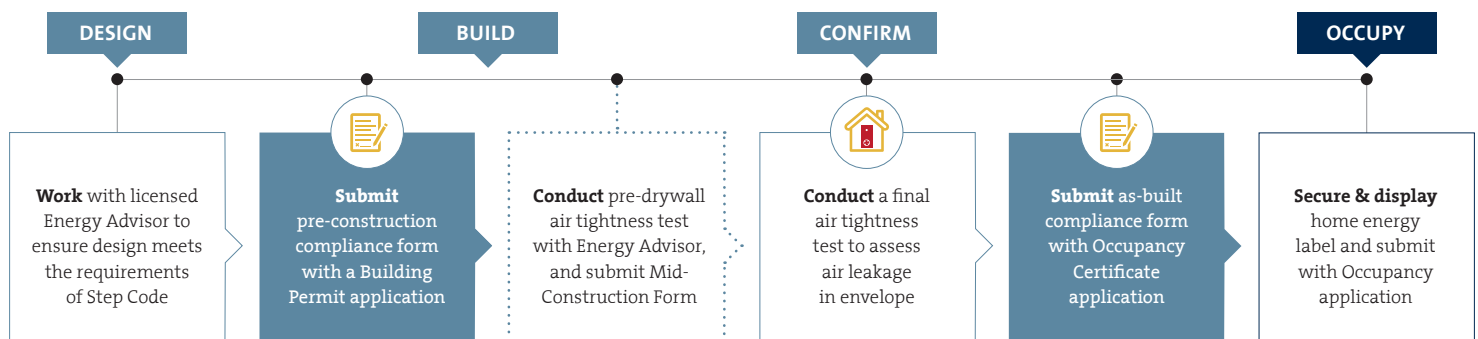 DESIGN
BUILD
CONFIRM
OCCUPY
Work with licensed
Energy Advisor to
ensure design meets
the requirements
of Step Code
Submit
pre-construction
compliance form
with a Building
Permit application
Conduct pre-drywall
air tightness test
with Energy Advisor,
and submit Mid-
Construction Form
Conduct a final
air tightness
test to assess
air leakage
in envelope
Submit as-built
compliance form
with Occupancy
Certificate
application
Secure & display
home energy
label and submit
with Occupancy
application